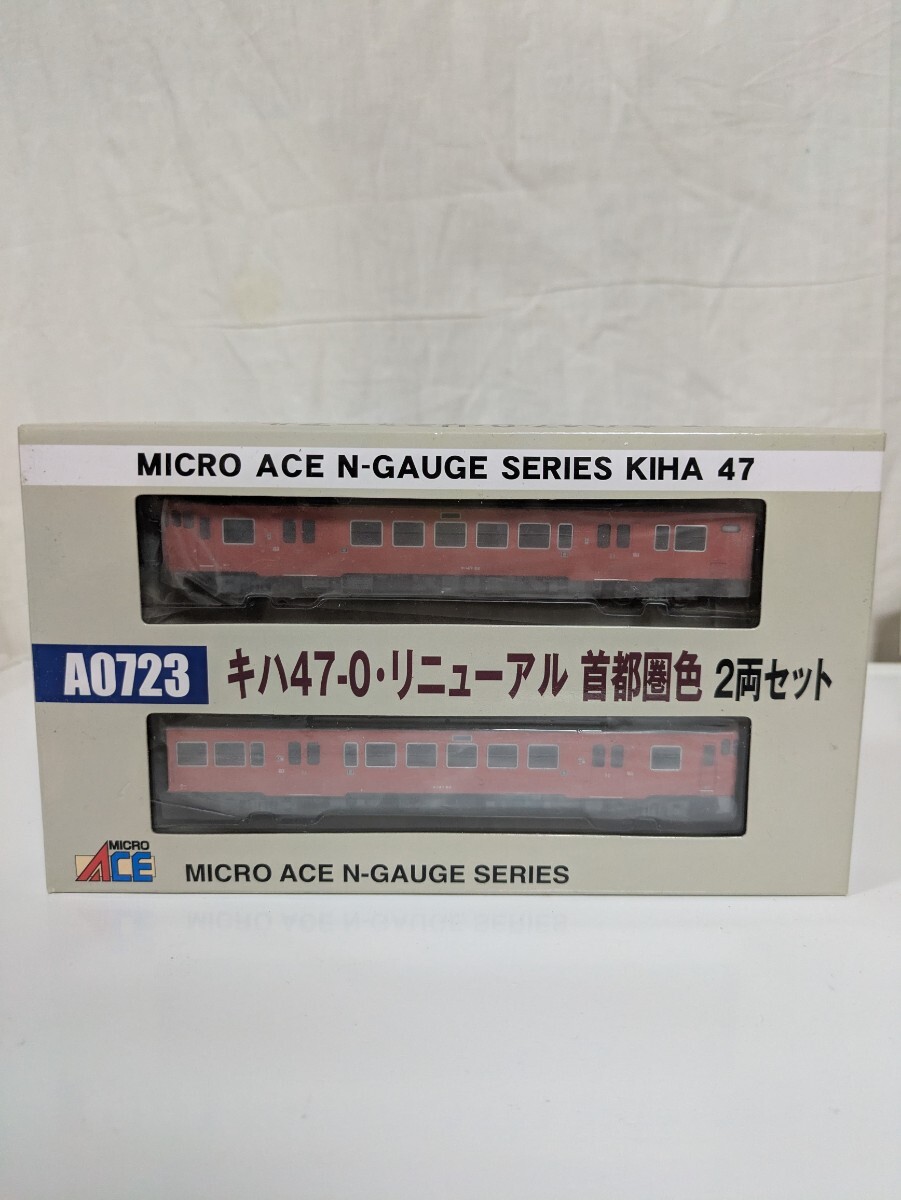 MICRO ACE N-GAUGE SERIES KIHA 47
A0723 キハ47-0・リニューアル 首都圏色 2両セット
MICRO ACE
MICRO ACE N-GAUGE SERIES